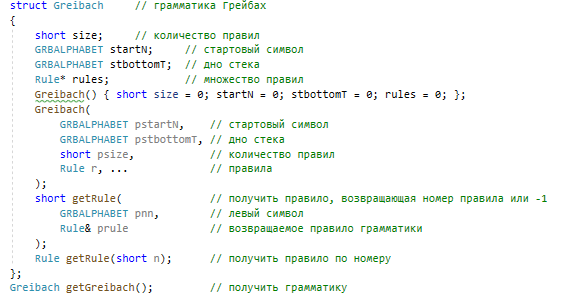 struct Greibach // грамматика Грейбах
{
short size; // количество правил
GRBALPHABET startN; // стартовый символ
GRBALPHABET stbottomT; // дно стека
Rule* rules; // множество правил
Greibach() { short size = 0; startN = 0; stbottomT = 0; rules = 0; };
Greibach(
GRBALPHABET pstartN, // стартовый символ
GRBALPHABET pstbottomT, // дно стека
short psize, // количество правил
Rule r, ... // правила
);
short getRule( // получить правило, возвращающая номер правила или -1
GRBALPHABET pnn, // левый символ
Rule& prule // возвращаемое правило грамматики
);
Rule getRule(short n); // получить правило по номеру
};
Greibach getGreibach(); // получить грамматику